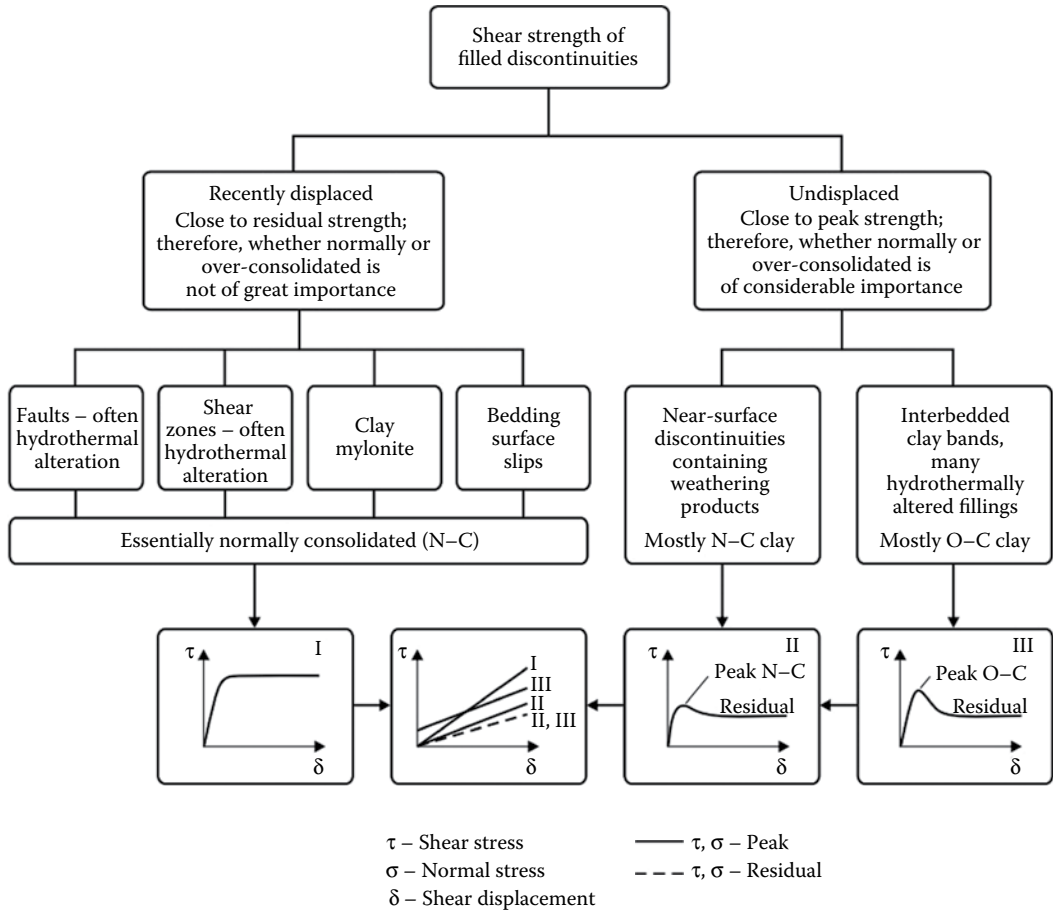 Shear strength of
filled discontinuities
Recently displaced
Close to residual strength;
therefore, whether normally or
over-consolidated is
not of great importance
Undisplaced
Close to peak strength;
therefore, whether normally or
over-consolidated is
of considerable importance
Faults – often
hydrothermal
alteration
Shear
zones – often
hydrothermal
alteration
Clay
mylonite
Bedding
surface
slips
Near-surface
discontinuities
containing
weathering
products
Mostly N–C clay
Interbedded
clay bands,
many
hydrothermally
altered fillings
Mostly O–C clay
Essentially normally consolidated (N–C)
τ
I
δ
τ
I
III
II
II, III
δ
τ
II
Peak N–C
Residual
δ
τ
III
Peak O–C
Residual
δ
τ – Shear stress
σ – Normal stress
δ – Shear displacement
τ, σ – Peak
τ, σ – Residual